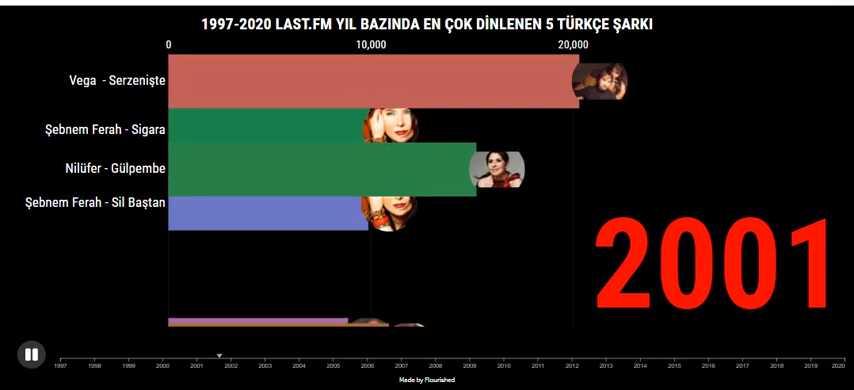 1997-2020 LAST.FM YIL BAZINDA EN ÇOK DİNLENEN 5 TÜRKÇE ŞARKI
0 10,000 20,000
Vega - Serzenişte
Şebnem Ferah - Sigara
Nilüfer - Gülpembe
Şebnem Ferah - Sil Baştan
2001
1997 1998 1999 2000 2001 2002 2003 2004 2005 2006 2007 2008 2009 2010 2011 2012 2013 2014 2015 2016 2017 2018 2019 2020
Made by Flourished